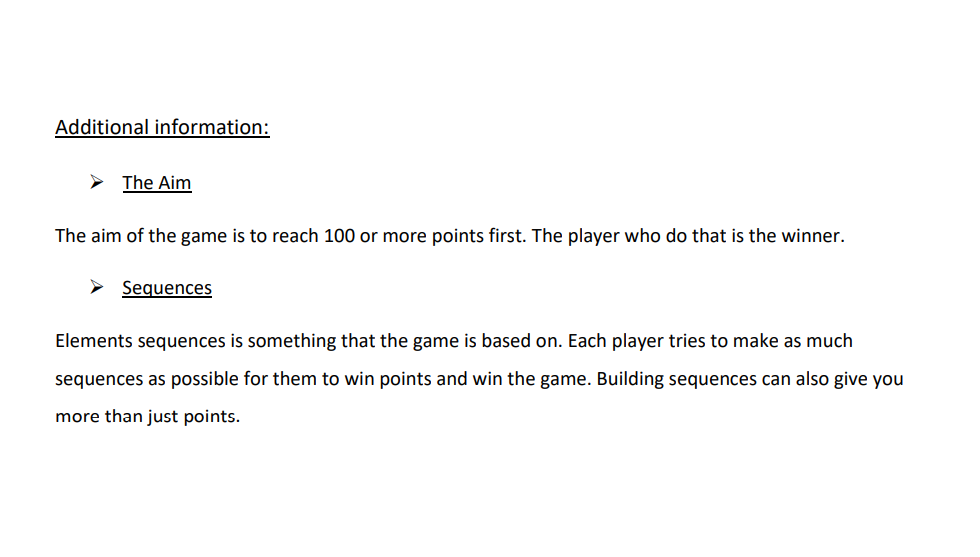 Additional information:
➢ The Aim
The aim of the game is to reach 100 or more points first. The player who do that is the winner.
➢ Sequences
Elements sequences is something that the game is based on. Each player tries to make as much
sequences as possible for them to win points and win the game. Building sequences can also give you
more than just points.